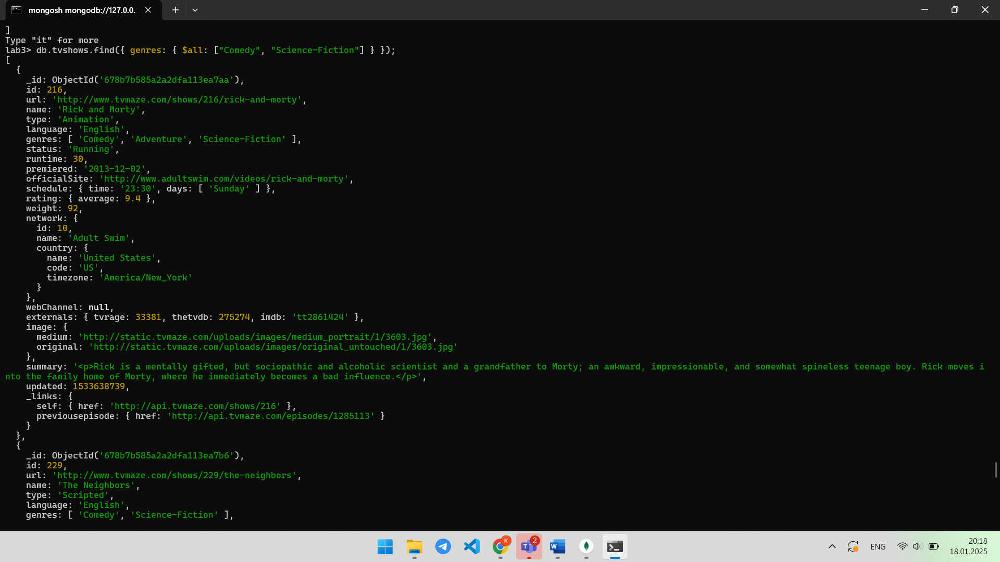 mongosh mongodb://127.0.0.
]
Type "it" for more
lab3> db.tvshows.find({ genres: { $all: ["Comedy", "Science-Fiction"] } });
[
  {
    _id: ObjectId('678b7b585a2a2dfa113ea7aa'),
    id: 216,
    url: 'http://www.tvmaze.com/shows/216/rick-and-morty',
    name: 'Rick and Morty',
    type: 'Animation',
    language: 'English',
    genres: [ 'Comedy', 'Adventure', 'Science-Fiction' ],
    status: 'Running',
    runtime: 30,
    premiered: '2013-12-02',
    officialSite: 'http://www.adultswim.com/videos/rick-and-morty',
    schedule: { time: '23:30', days: [ 'Sunday' ] },
    rating: { average: 9.4 },
    weight: 92,
    network: {
      id: 10,
      name: 'Adult Swim',
      country: {
        name: 'United States',
        code: 'US',
        timezone: 'America/New_York'
      }
    },
    webChannel: null,
    externals: { tvrage: 33381, thetvdb: 275274, imdb: 'tt2861424' },
    image: {
      medium: 'http://static.tvmaze.com/uploads/images/medium_portrait/1/3603.jpg',
      original: 'http://static.tvmaze.com/uploads/images/original_untouched/1/3603.jpg'
    },
    summary: '<p>Rick is a mentally gifted, but sociopathic and alcoholic scientist and a grandfather to Morty; an awkward, impressionable, and somewhat spineless teenage boy. Rick moves i
nto the family home of Morty, where he immediately becomes a bad influence.</p>',
    updated: 1533638739,
    _links: {
      self: { href: 'http://api.tvmaze.com/shows/216' },
      previousepisode: { href: 'http://api.tvmaze.com/episodes/1285113' }
    }
  },
  {
    _id: ObjectId('678b7b585a2a2dfa113ea7b6'),
    id: 229,
    url: 'http://www.tvmaze.com/shows/229/the-neighbors',
    name: 'The Neighbors',
    type: 'Scripted',
    language: 'English',
    genres: [ 'Comedy', 'Science-Fiction' ],
K
2
T
W
ENG
20:18
18.01.2025